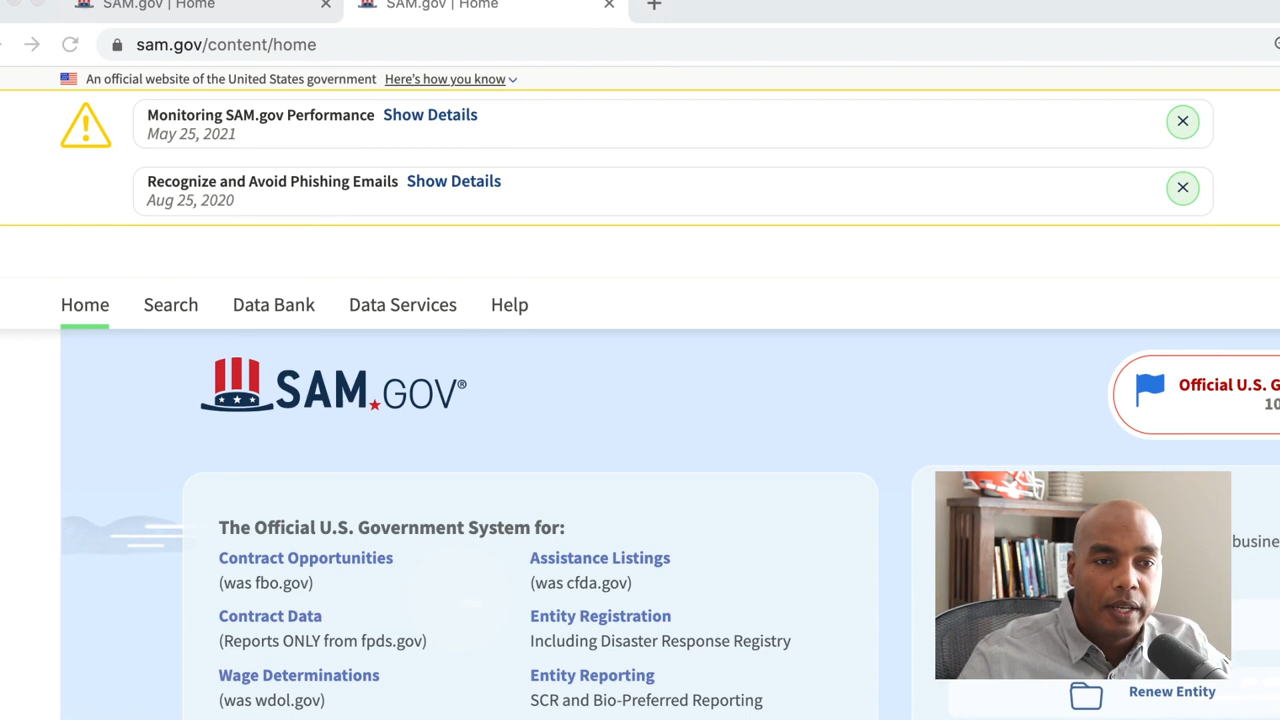 SAM.gov | Home
SAM.gov | Home
sam.gov/content/home
An official website of the United States government Here's how you know
Monitoring SAM.gov Performance Show Details
May 25, 2021
Recognize and Avoid Phishing Emails Show Details
Aug 25, 2020
Home Search Data Bank Data Services Help
SAM.GOV®
Official U.S. G
10
The Official U.S. Government System for:
Contract Opportunities
(was fbo.gov)
Assistance Listings
(was cfda.gov)
Contract Data
(Reports ONLY from fpds.gov)
Entity Registration
Including Disaster Response Registry
Wage Determinations
(was wdol.gov)
Entity Reporting
SCR and Bio-Preferred Reporting
busine
Renew Entity